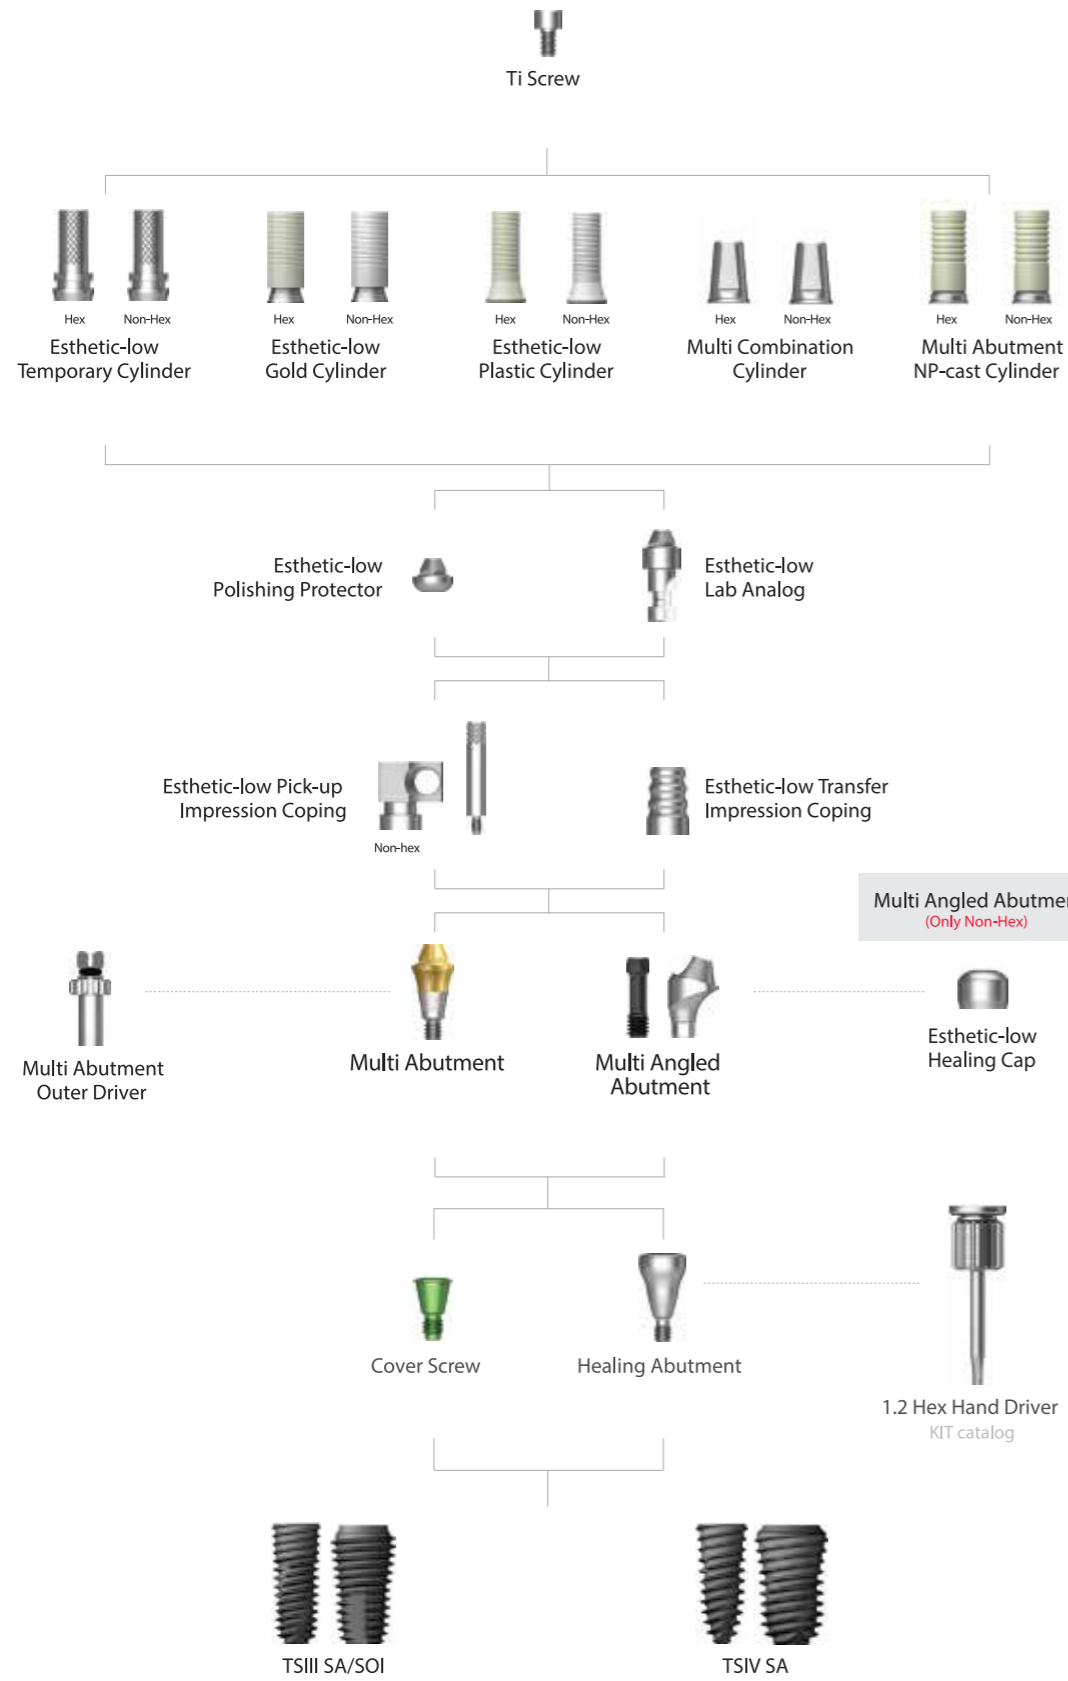 Ti Screw
Hex Non-Hex
Esthetic-low
Temporary Cylinder
Hex Non-Hex
Esthetic-low
Gold Cylinder
Hex Non-Hex
Esthetic-low
Plastic Cylinder
Hex Non-Hex
Multi Combination
Cylinder
Hex Non-Hex
Multi Abutment
NP-cast Cylinder
Esthetic-low
Polishing Protector
Esthetic-low
Lab Analog
Esthetic-low Pick-up
Impression Coping
Non-hex
Esthetic-low Transfer
Impression Coping
Multi Angled Abutmen
(Only Non-Hex)
Multi Abutment
Outer Driver
Multi Abutment
Multi Angled
Abutment
Esthetic-low
Healing Cap
Cover Screw
Healing Abutment
1.2 Hex Hand Driver
KIT catalog
TSIII SA/SOI
TSIV SA